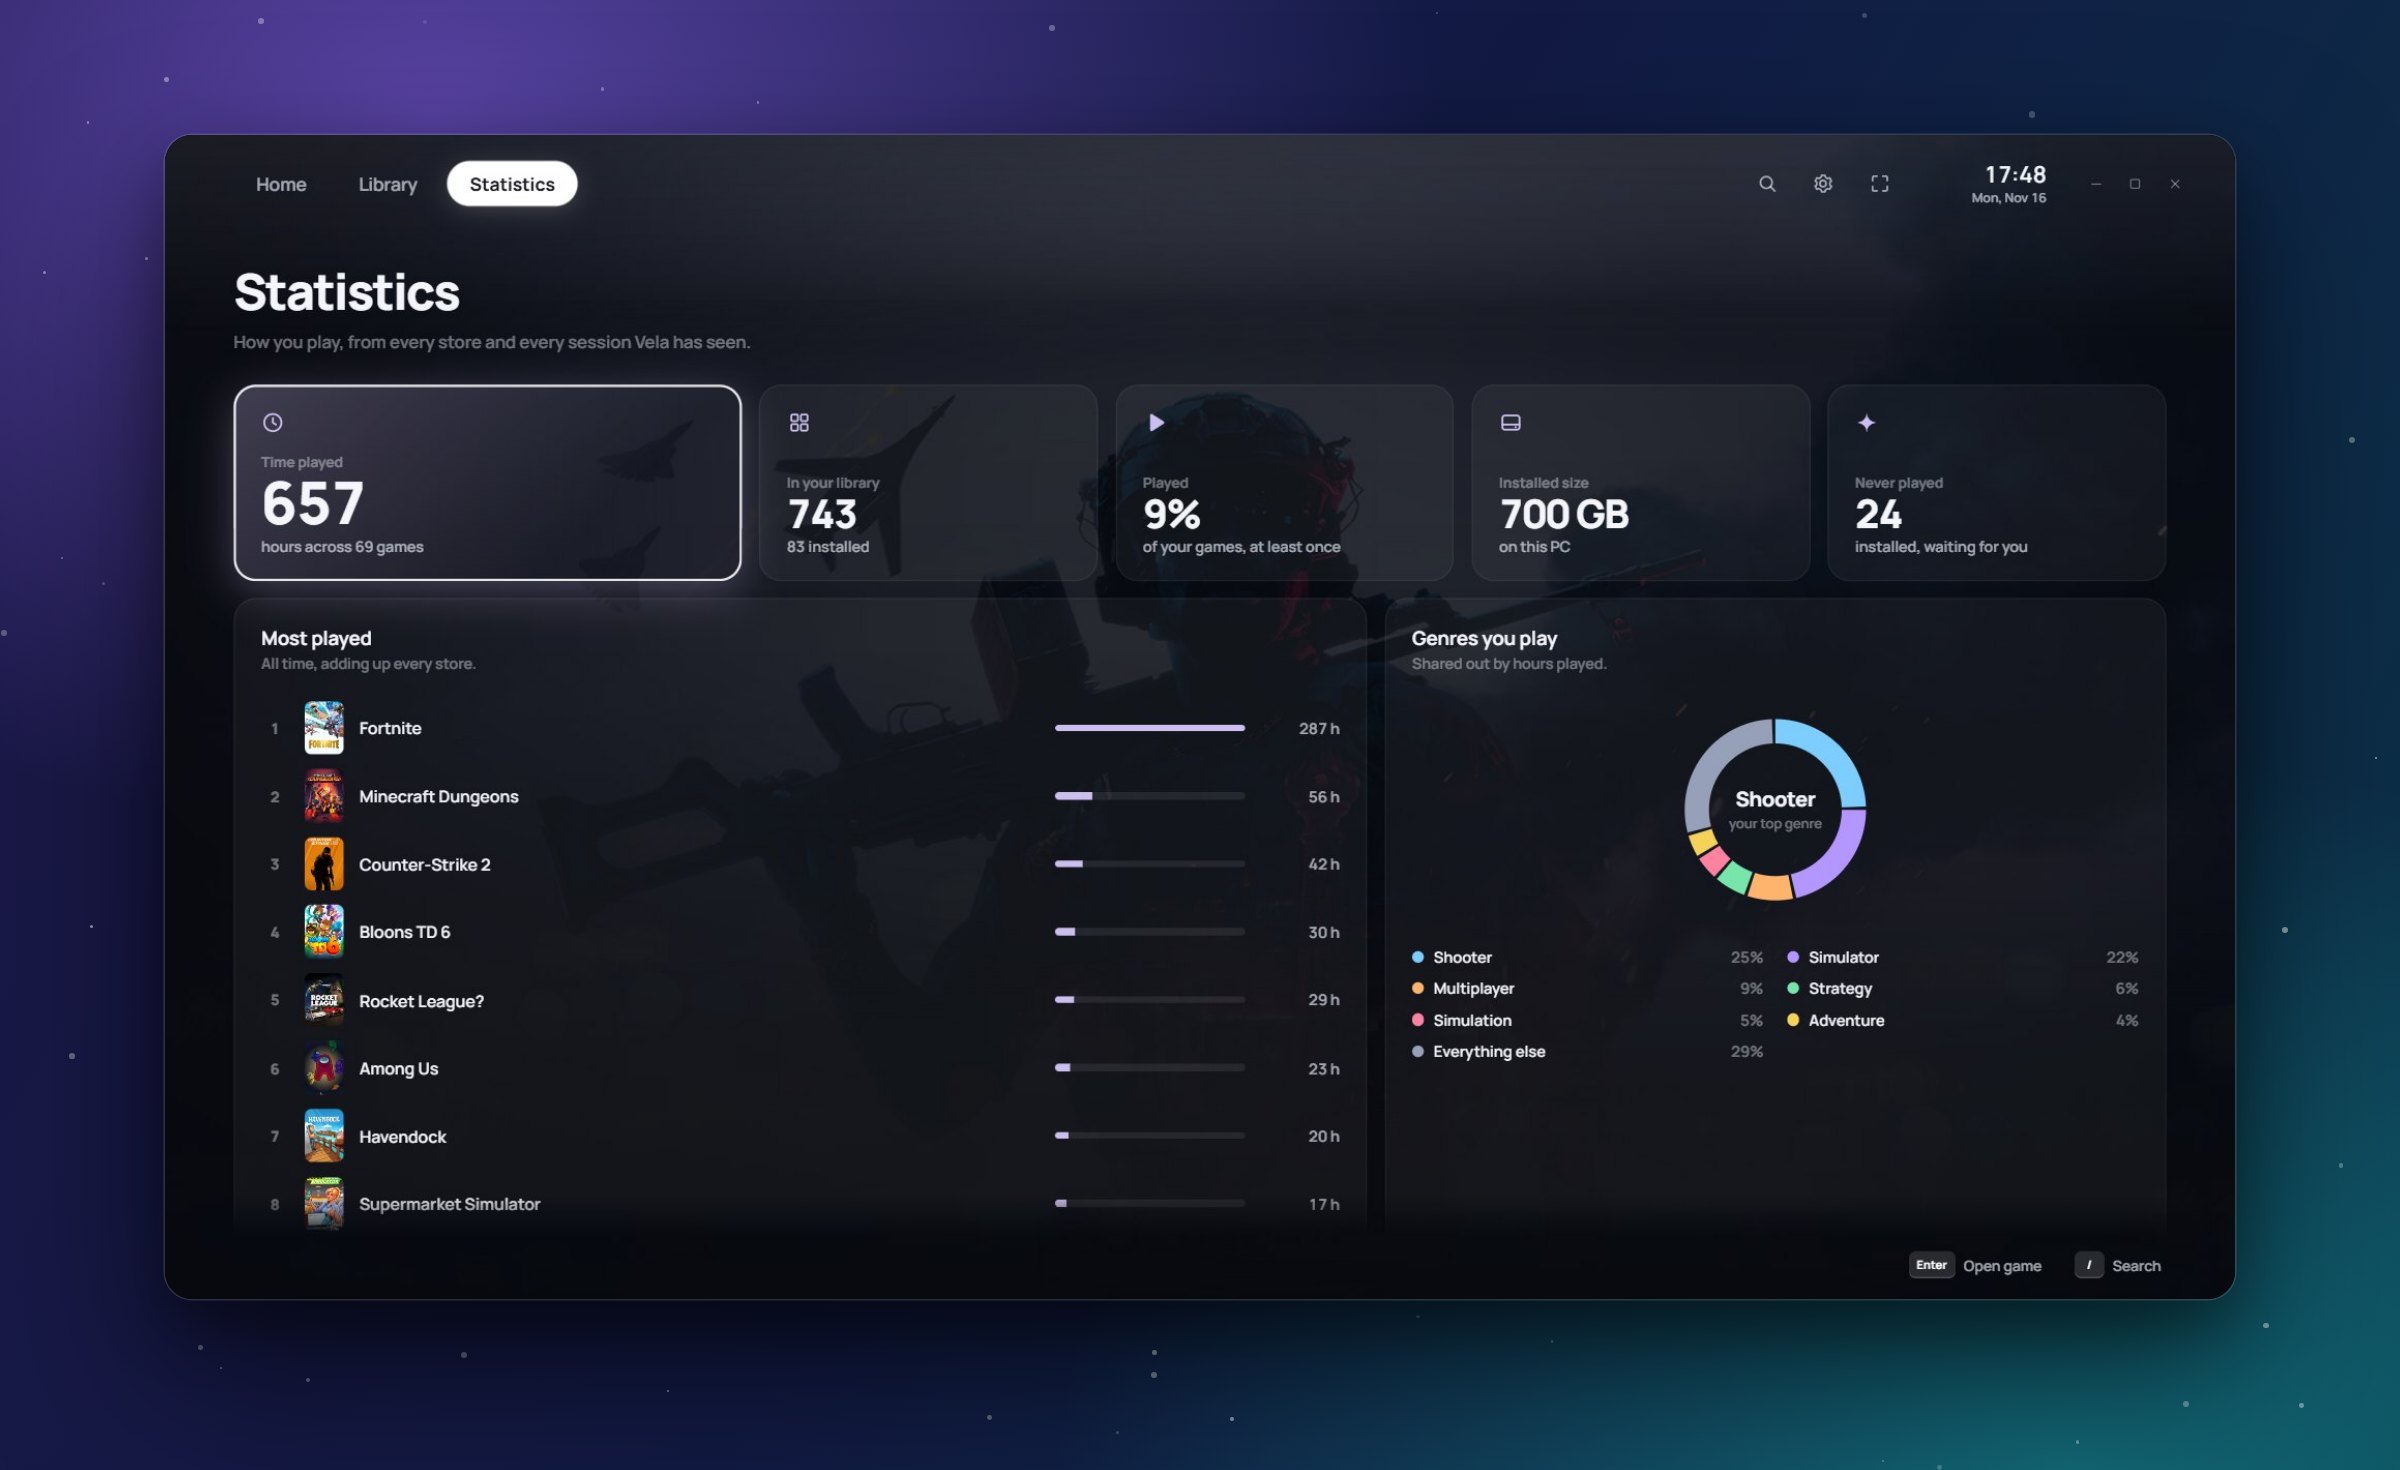 Home
Library
Statistics
17:48
Mon, Nov 16
Statistics
How you play, from every store and every session Vela has seen.
Time played
657
hours across 69 games
In your library
743
83 installed
Played
9%
of your games, at least once
Installed size
700 GB
on this PC
Never played
24
installed, waiting for you
Most played
All time, adding up every store.
1 FORTNITE Fortnite 287 h
2 Minecraft Dungeons 56 h
3 Counter-Strike 2 42 h
4 Bloons TD 6 30 h
5 ROCKET LEAGUE Rocket League? 29 h
6 Among Us 23 h
7 HAVENDOCK Havendock 20 h
8 Supermarket Simulator 17 h
Genres you play
Shared out by hours played.
Shooter
your top genre
Shooter 25%
Simulator 22%
Multiplayer 9%
Strategy 6%
Simulation 5%
Adventure 4%
Everything else 29%
Enter Open game
/ Search